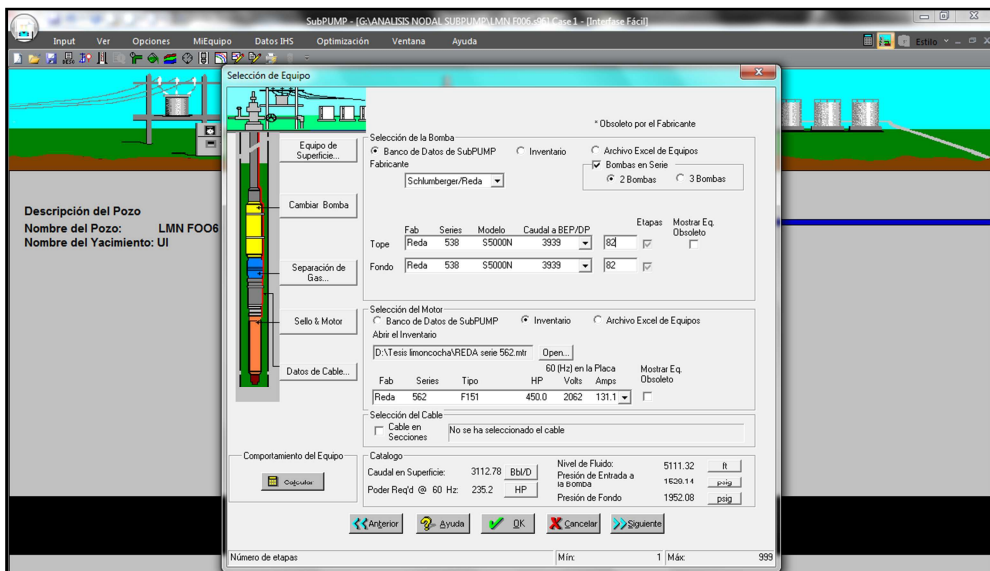 SubPUMP - [G:\ANALISIS NODAL SUBPUMP\LMN F006.s96] Case 1 - [Interfase Fácil]
Input Ver Opciones MiEquipo Datos IHS Optimización Ventana Ayuda
Estilo
Selección de Equipo
* Obsoleto por el Fabricante
Equipo de Superficie...
Cambiar Bomba
Separación de Gas...
Sello & Motor
Datos de Cable...
Selección de la Bomba
Banco de Datos de SubPUMP Inventario Archivo Excel de Equipos
Fabricante
Schlumberger/Reda
Bombas en Serie
2 Bombas 3 Bombas
Fab Series Modelo Caudal a BEP/DP Etapas Mostrar Eq. Obsoleto
Tope Reda 538 S5000N 3939 82
Fondo Reda 538 S5000N 3939 82
Descripción del Pozo
Nombre del Pozo: LMN FOO6
Nombre del Yacimiento: UI
Selección del Motor
Banco de Datos de SubPUMP Inventario Archivo Excel de Equipos
Abrir el Inventario
D:\Tesis limoncocha\REDA serie 562.mtr Open...
60 (Hz) en la Placa Mostrar Eq. Obsoleto
Fab Series Tipo HP Volts Amps
Reda 562 F151 450.0 2062 131.1
Selección del Cable
Cable en Secciones No se ha seleccionado el cable
Comportamiento del Equipo
Calcular
Catalogo
Caudal en Superficie: 3112.78 Bbl/D
Poder Req'd @ 60 Hz: 235.2 HP
Nivel de Fluido: 5111.32 ft
Presión de Entrada a la Bomba psig
Presión de Fondo 1952.08 psig
Anterior Ayuda OK Cancelar Siguiente
Número de etapas Mín: 1 Máx: 999